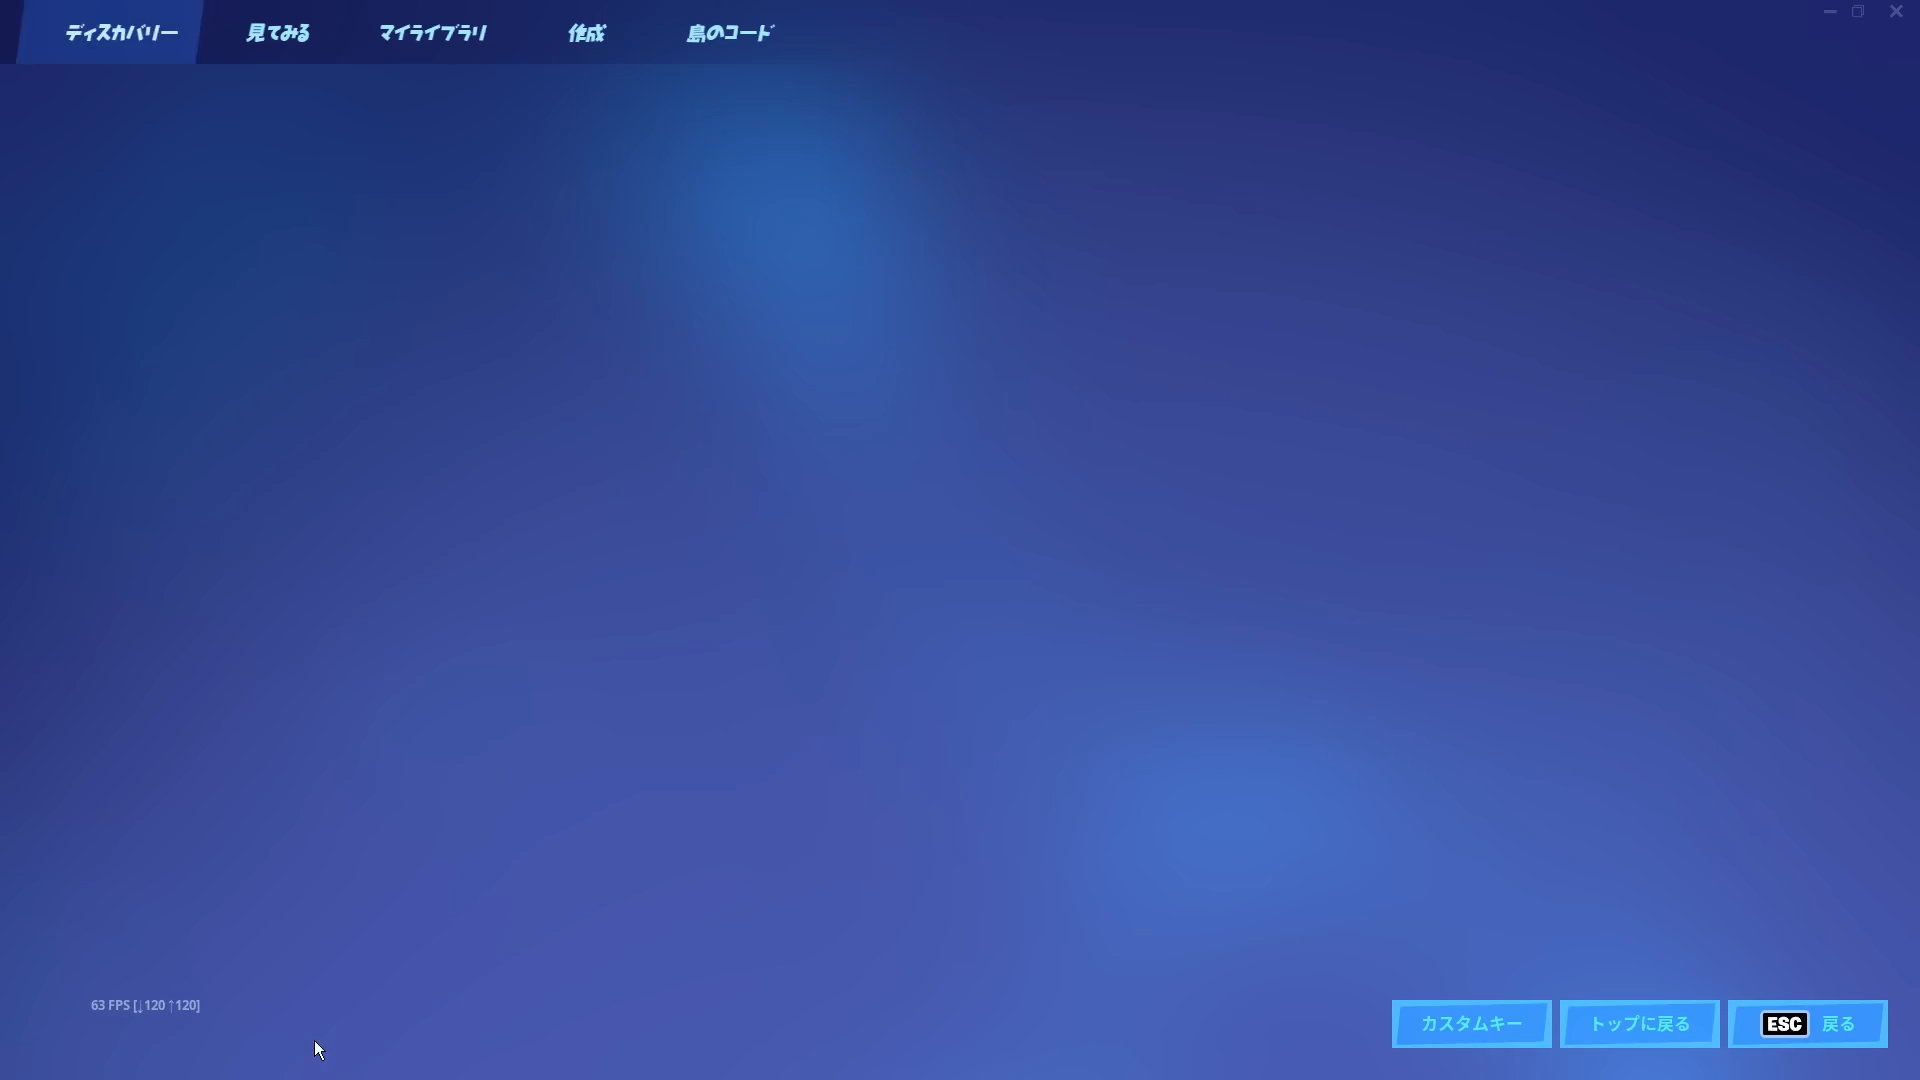 ディスカバリー
見てみる
マイライブラリ
作成
島のコード
63 FPS [↓120 ↑120]
カスタムキー
トップに戻る
ESC 戻る